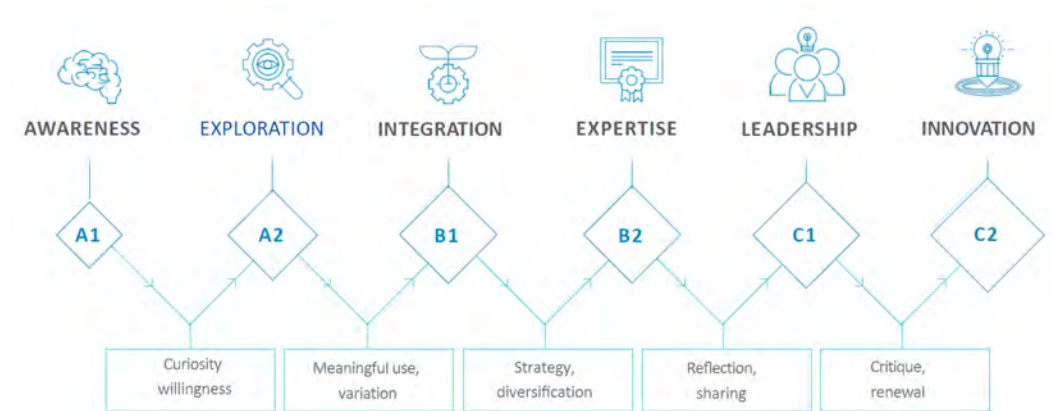 AWARENESS
EXPLORATION
INTEGRATION
EXPERTISE
LEADERSHIP
INNOVATION
A1
A2
B1
B2
C1
C2
Curiosity
willingness
Meaningful use,
variation
Strategy,
diversification
Reflection,
sharing
Critique,
renewal